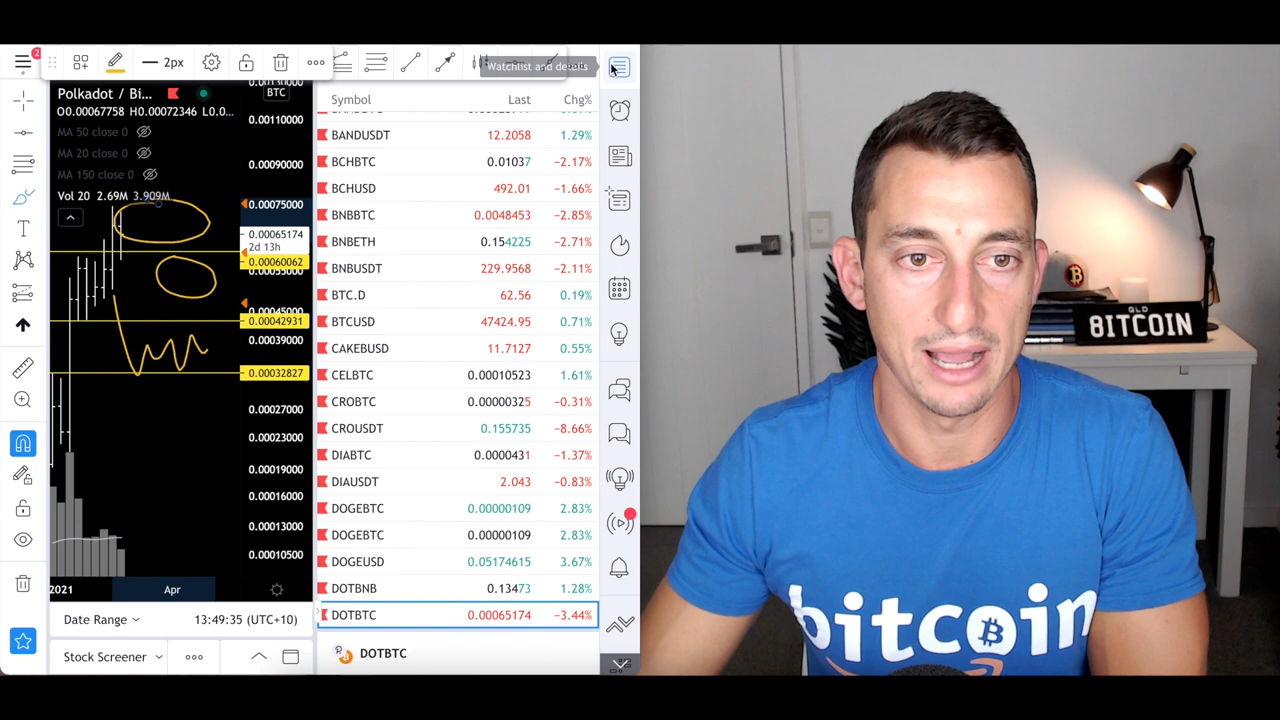 2
2px
Watchlist and details
Polkadot / Bi...
BTC
O0.00067758 H0.00072346 L0.0...
MA 50 close 0
MA 20 close 0
MA 150 close 0
Vol 20 2.69M 3.909M
0.00110000
0.00090000
0.00075000
0.00065174
2d 13h
0.00060062
0.00042931
0.00039000
0.00032827
0.00027000
0.00023000
0.00019000
0.00016000
0.00013000
0.00010500
2021 Apr
Date Range 13:49:35 (UTC+10)
Stock Screener
Symbol Last Chg%
BANDUSDT 12.2058 1.29%
BCHBTC 0.01037 −2.17%
BCHUSD 492.01 −1.66%
BNBBTC 0.0048453 −2.85%
BNBETH 0.154225 −2.71%
BNBUSDT 229.9568 −2.11%
BTC.D 62.56 0.19%
BTCUSD 47424.95 0.71%
CAKEBUSD 11.7127 0.55%
CELBTC 0.00010523 1.61%
CROBTC 0.00000325 −0.31%
CROUSDT 0.155735 −8.66%
DIABTC 0.0000431 −1.37%
DIAUSDT 2.043 −0.83%
DOGEBTC 0.00000109 2.83%
DOGEBTC 0.00000109 2.83%
DOGEUSD 0.05174615 3.67%
DOTBNB 0.13473 1.28%
DOTBTC 0.00065174 −3.44%
DOTBTC
QLD
8ITCOIN
bitcoin